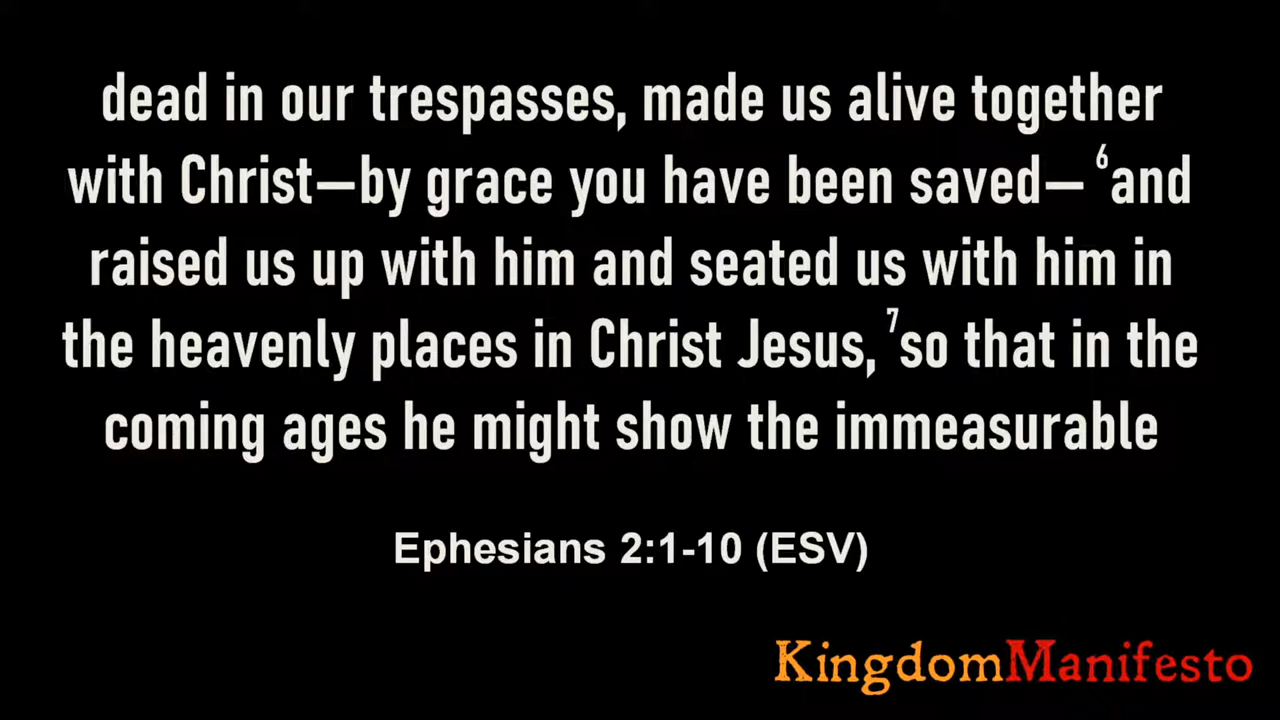 dead in our trespasses, made us alive together
with Christ—by grace you have been saved— ⁶and
raised us up with him and seated us with him in
the heavenly places in Christ Jesus, ⁷so that in the
coming ages he might show the immeasurable
Ephesians 2:1-10 (ESV)
KingdomManifesto